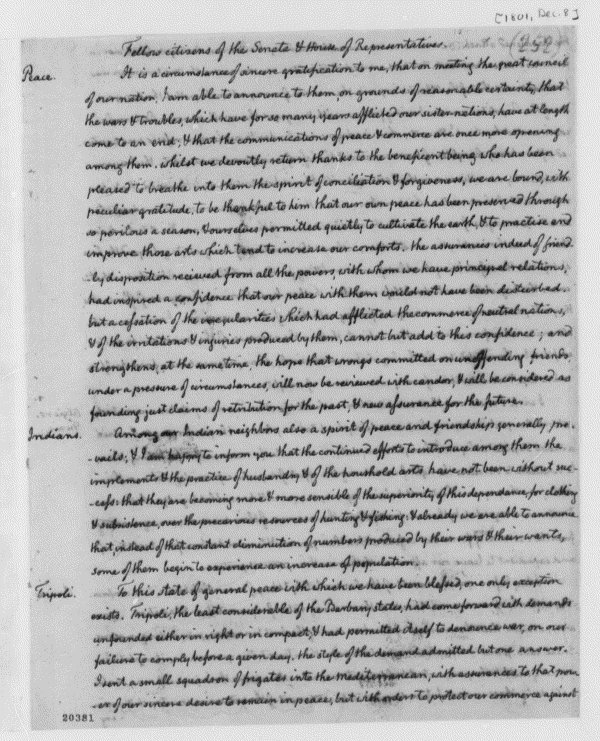 [1801, Dec. 8]
Fellow citizens of the Senate & House of Representatives.
Peace. It is a circumstance of sincere gratification to me, that on meeting the great council
of our nation, I am able to announce to them, on grounds of reasonable certainty, that
the wars & troubles, which have for so many years afflicted our sister-nations, have at length
come to an end; & that the communications of peace & commerce are once more opening
among them. whilst we devoutly return thanks to the beneficent being who has been
pleased to breathe into them the spirit of conciliation & forgiveness, we are bound, with
peculiar gratitude, to be thankful to him that our own peace has been preserved through
so perilous a season, & ourselves permitted quietly to cultivate the earth, & to practise and
improve those arts which tend to increase our comforts. the assurances indeed of friend-
-ly disposition recieved from all the powers, with whom we have principal relations,
had inspired a confidence that our peace with them would not have been disturbed.
but a cessation of the irregularities which had afflicted the commerce of neutral nations,
& of the irritations & injuries produced by them, cannot but add to this confidence; and
strengthens, at the same time, the hope that wrongs committed on unoffending friends,
under a pressure of circumstances, will now be reviewed with candor, & will be considered as
founding just claims of retribution for the past, & new assurance for the future.
Indians. Among our Indian neighbors also a spirit of peace and friendship generally pre-
-vails; & I am happy to inform you that the continued efforts to introduce among them the
implements & the practice of husbandry & of the houshold arts, have not been without suc-
-cess: that they are becoming more & more sensible of the superiority of this dependance, for clothing
& subsistence, over the precarious resources of hunting & fishing: & already we are able to announce
that instead of that constant diminution of numbers produced by their wars & their wants,
some of them begin to experience an increase of population.
Tripoli. To this state of general peace with which we have been blessed, one only exception
exists. Tripoli, the least considerable of the Barbary states, had come forward with demands
unfounded either in right or in compact, & had permitted itself to denounce war, on our
failure to comply before a given day. the style of the demand admitted but one answer.
I sent a small squadron of frigates into the Mediterranean, with assurances to that pow-
-er of our sincere desire to remain in peace; but with orders to protect our commerce against
20381